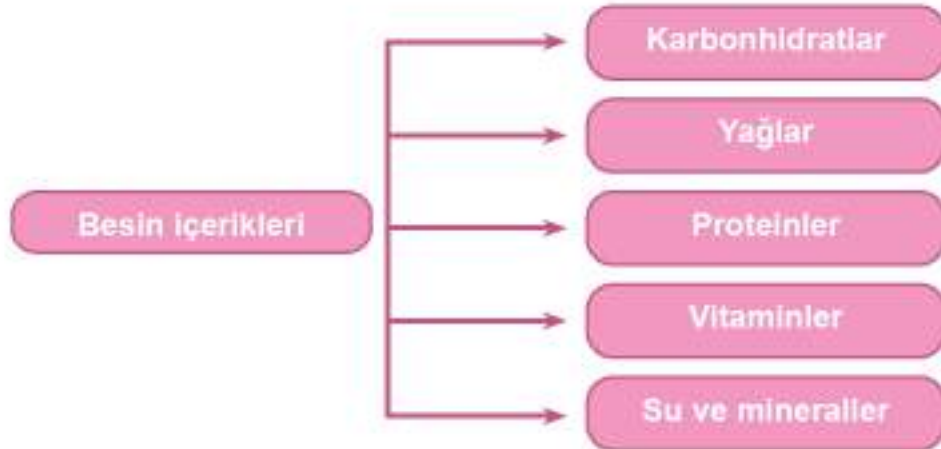 Besin içerikleri
Karbonhidratlar
Yağlar
Proteinler
Vitaminler
Su ve mineraller